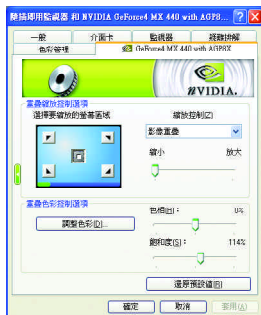 隨插即用監視器 和 NVIDIA GeForce4 MX 440 with AGP8...
一般 介面卡 監視器 疑難排解
色彩管理 GeForce4 MX 440 with AGP8X
NVIDIA.
重疊縮放控制選項
選擇要縮放的螢幕區域 縮放控制(Z)
影像重疊
縮小 放大
重疊色彩控制選項
調整色彩(D)...
色相(H): 0%
飽和度(S): 114%
還原預設值(R)
確定 取消 套用(A)